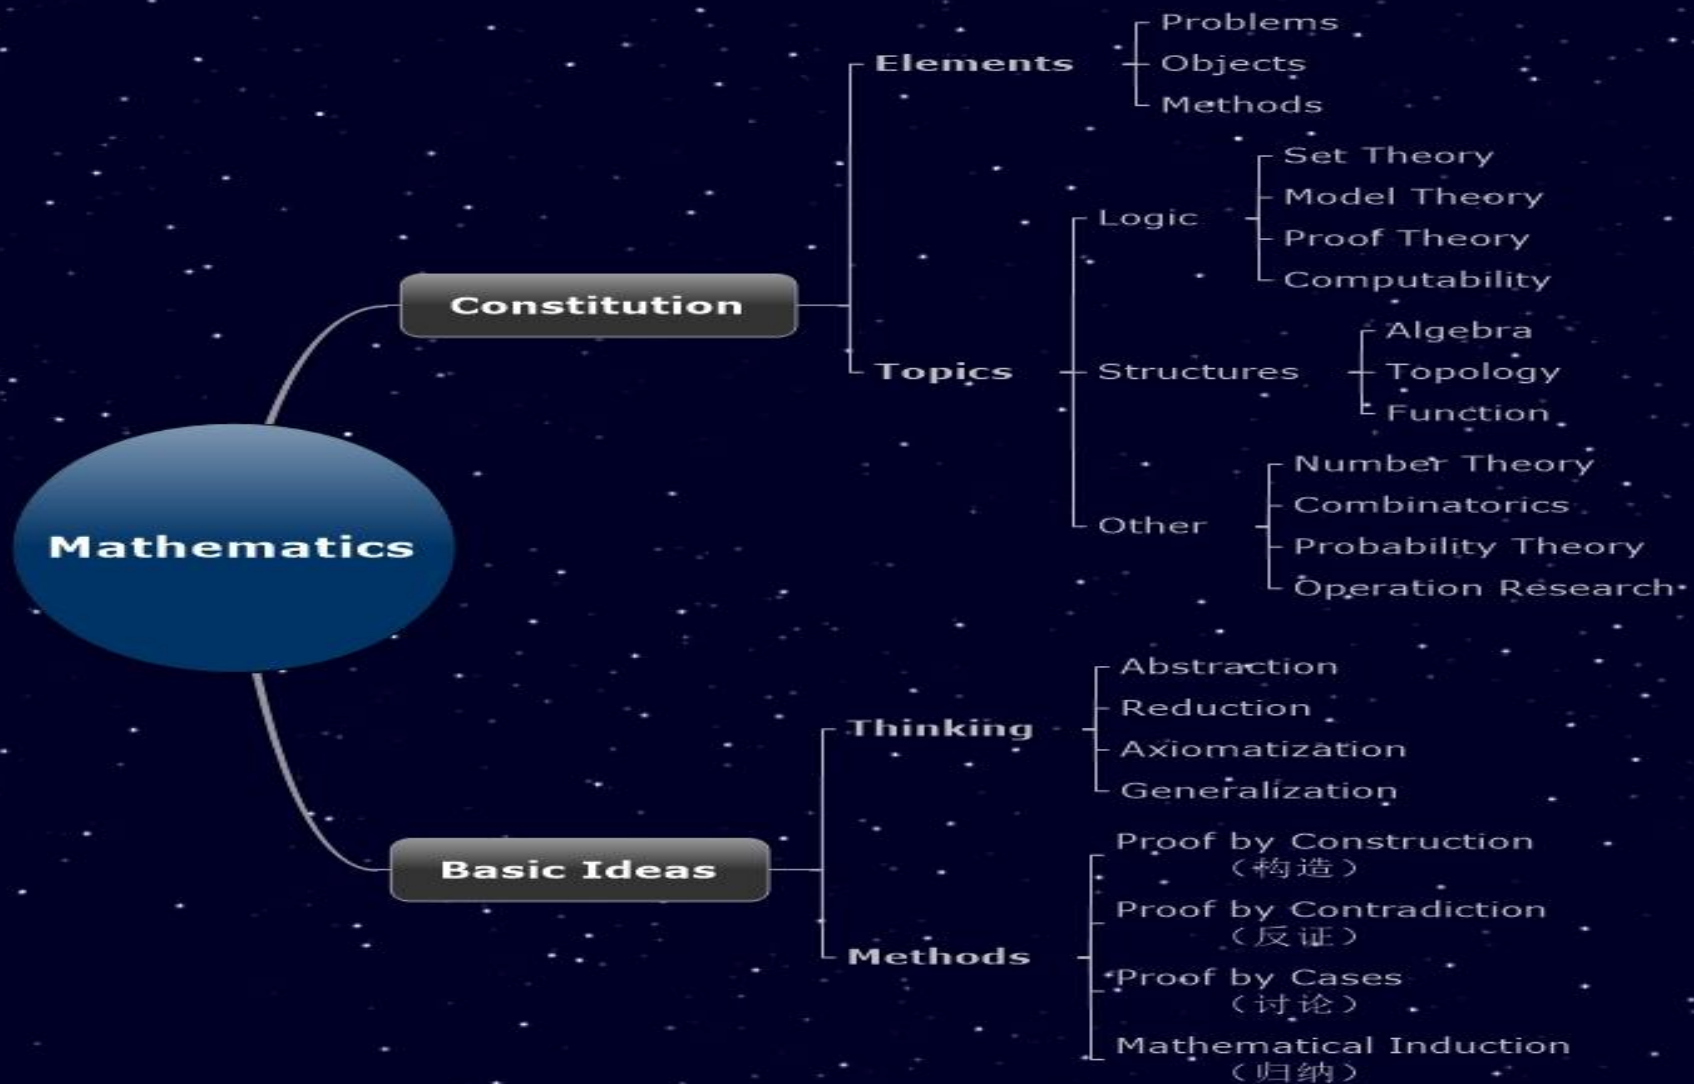 Mathematics
Constitution
Elements
Problems
Objects
Methods
Topics
Logic
Set Theory
Model Theory
Proof Theory
Computability
Structures
Algebra
Topology
Function
Other
Number Theory
Combinatorics
Probability Theory
Operation Research
Basic Ideas
Thinking
Abstraction
Reduction
Axiomatization
Generalization
Methods
Proof by Construction
（构造）
Proof by Contradiction
（反证）
Proof by Cases
（讨论）
Mathematical Induction
（归纳）